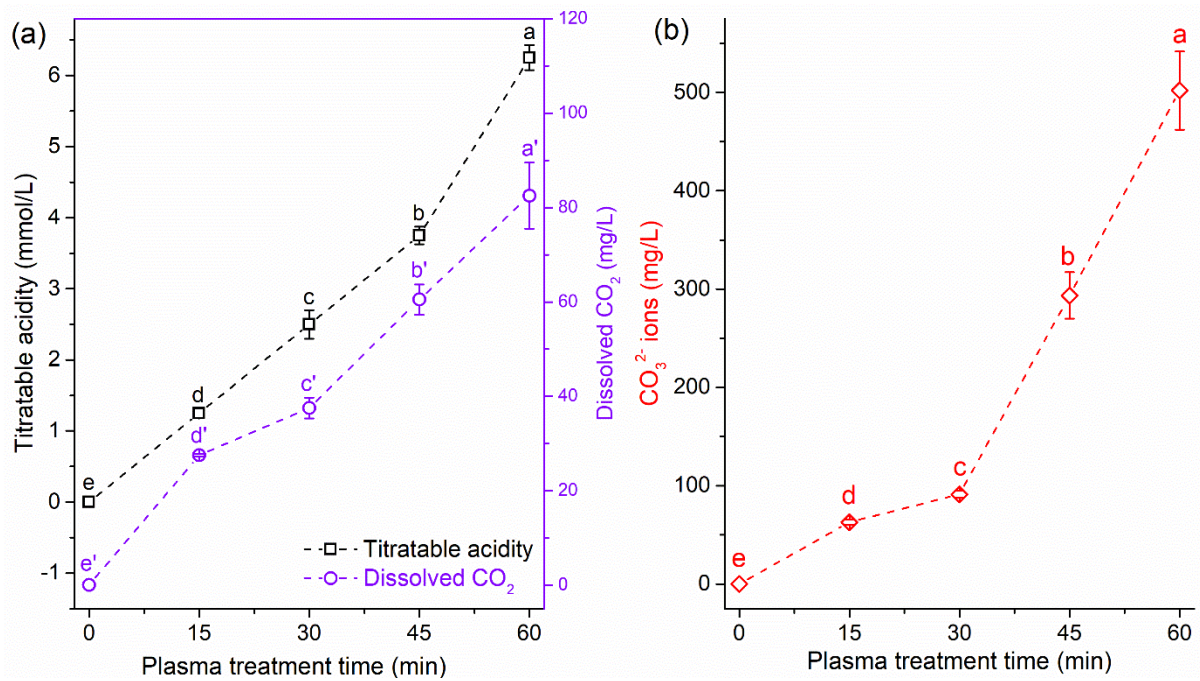 (a)
Titratable acidity (mmol/L)
6
5
4
3
2
1
0
-1
e
d
c
b
a
e'
d'
c'
b'
a'
Titratable acidity
Dissolved CO₂
120
100
80
60
40
20
0
Dissolved CO₂ (mg/L)
0 15 30 45 60
Plasma treatment time (min)
(b)
CO₃²⁻ ions (mg/L)
500
400
300
200
100
0
e
d
c
b
a
0 15 30 45 60
Plasma treatment time (min)